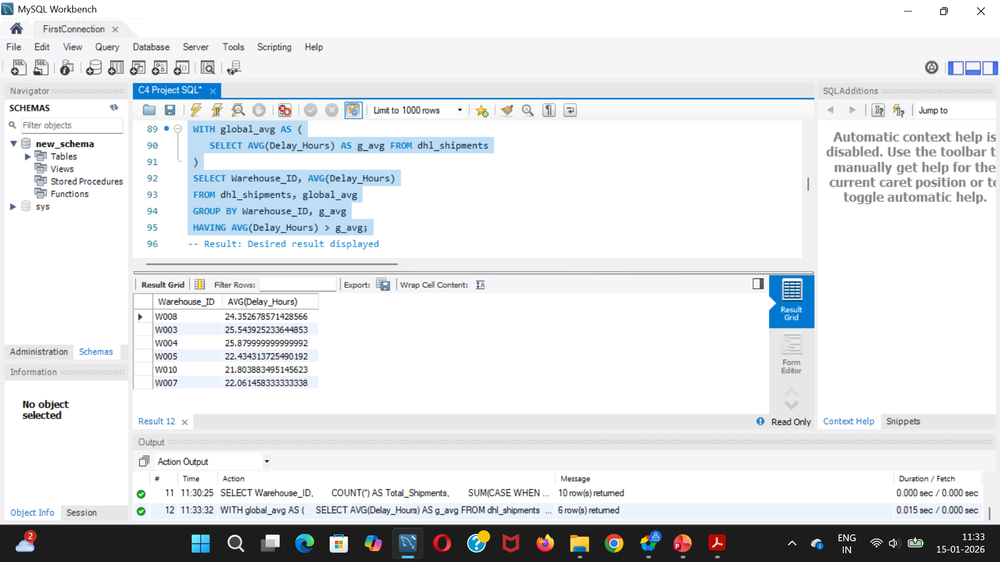 MySQL Workbench
FirstConnection
File Edit View Query Database Server Tools Scripting Help
Navigator
SCHEMAS
Filter objects
new_schema
Tables
Views
Stored Procedures
Functions
sys
Administration Schemas
Information
No object
selected
Object Info Session
C4 Project SQL*
Limit to 1000 rows
89 WITH global_avg AS (
90 SELECT AVG(Delay_Hours) AS g_avg FROM dhl_shipments
91 )
92 SELECT Warehouse_ID, AVG(Delay_Hours)
93 FROM dhl_shipments, global_avg
94 GROUP BY Warehouse_ID, g_avg
95 HAVING AVG(Delay_Hours) > g_avg;
96 -- Result: Desired result displayed
Result Grid Filter Rows: Export: Wrap Cell Content:
Warehouse_ID AVG(Delay_Hours)
W008 24.352678571428566
W003 25.543925233644853
W004 25.879999999999992
W005 22.434313725490192
W010 21.803883495145623
W007 22.061458333333338
Result
Grid
Form
Editor
Result 12
Read Only
SQLAdditions
Jump to
Automatic context help is
disabled. Use the toolbar t
manually get help for the
current caret position or to
toggle automatic help.
Context Help Snippets
Output
Action Output
# Time Action Message Duration / Fetch
11 11:30:25 SELECT Warehouse_ID, COUNT(*) AS Total_Shipments, SUM(CASE WHEN ... 10 row(s) returned 0.000 sec / 0.000 sec
12 11:33:32 WITH global_avg AS ( SELECT AVG(Delay_Hours) AS g_avg FROM dhl_shipments ... 6 row(s) returned 0.015 sec / 0.000 sec
2
ENG
IN
11:33
15-01-2026